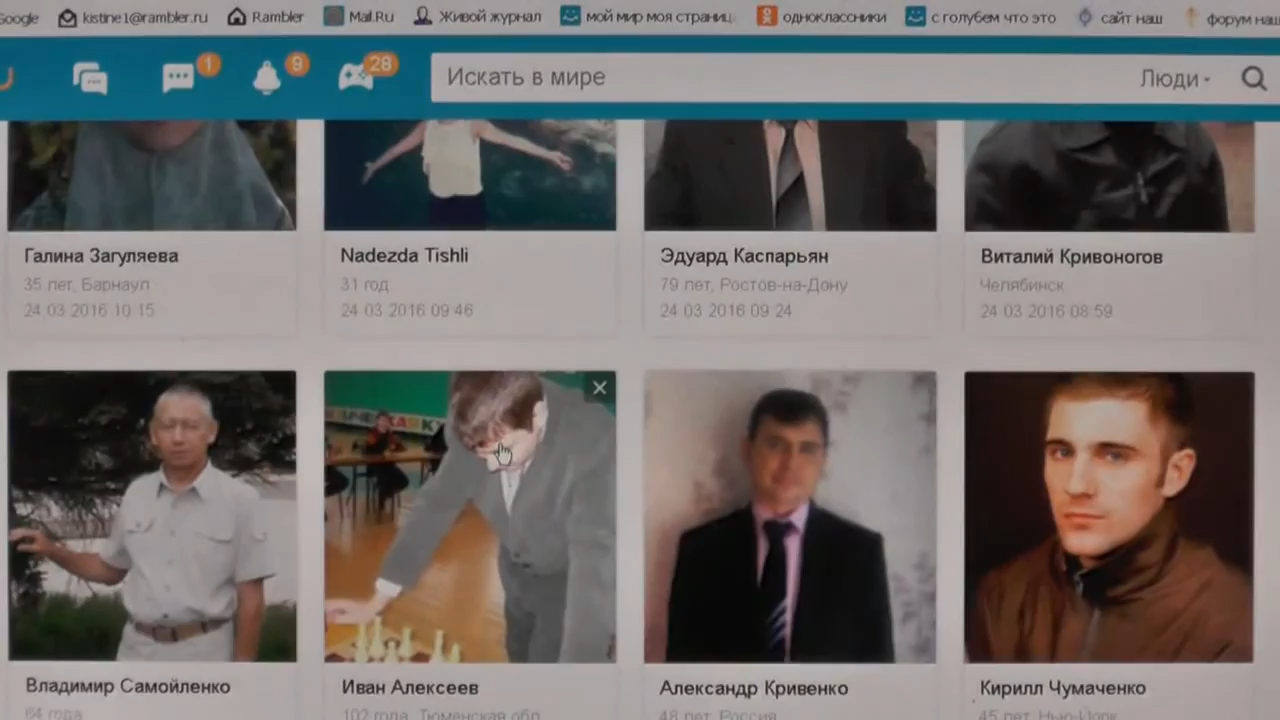 Google kistine1@rambler.ru Rambler Mail.Ru Живой журнал мой мир моя страниц одноклассники с голубем что это сайт наш форум наш
1 9 28 Искать в мире Люди
Галина Загуляева Nadezda Tishli Эдуард Каспарьян Виталий Кривоногов
35 лет, Барнаул 31 год 79 лет, Ростов-на-Дону Челябинск
24 03 2016 10 15 24 03 2016 09 46 24 03 2016 09 24 24 03 2016 08 59
Владимир Самойленко Иван Алексеев Александр Кривенко Кирилл Чумаченко
64 года 102 года, Тюменская обл. 48 лет, Россия 45 лет, Нью-Йорк